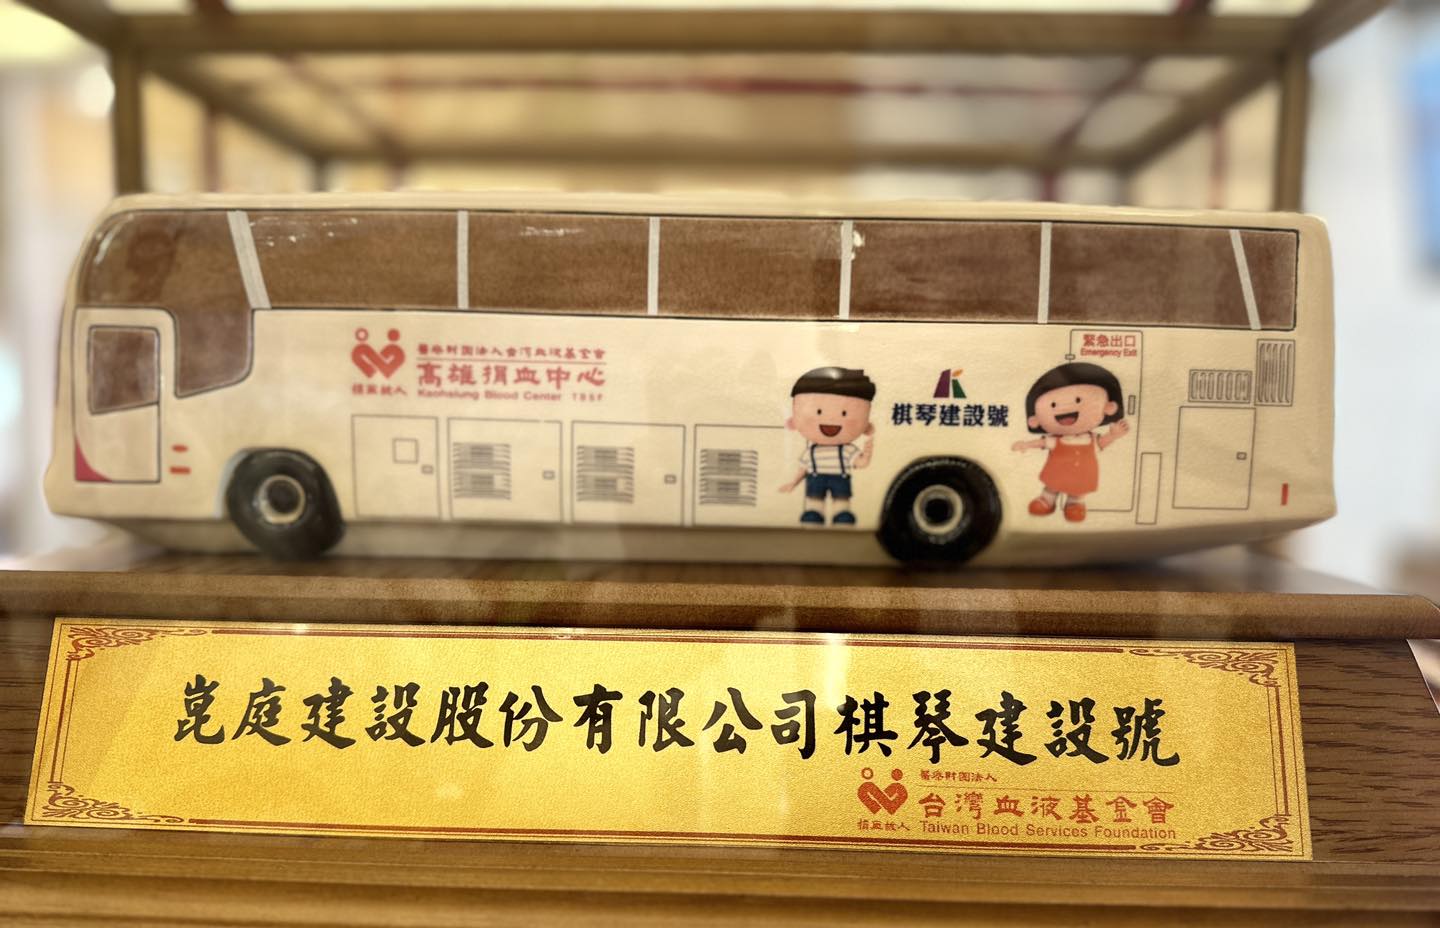 醫療財團法人台灣血液基金會
高雄捐血中心
捐血救人
Kaohsiung Blood Center TBSF
棋琴建設號
緊急出口
Emergency Exit
崑庭建設股份有限公司棋琴建設號
醫療財團法人
台灣血液基金會
捐血救人
Taiwan Blood Services Foundation